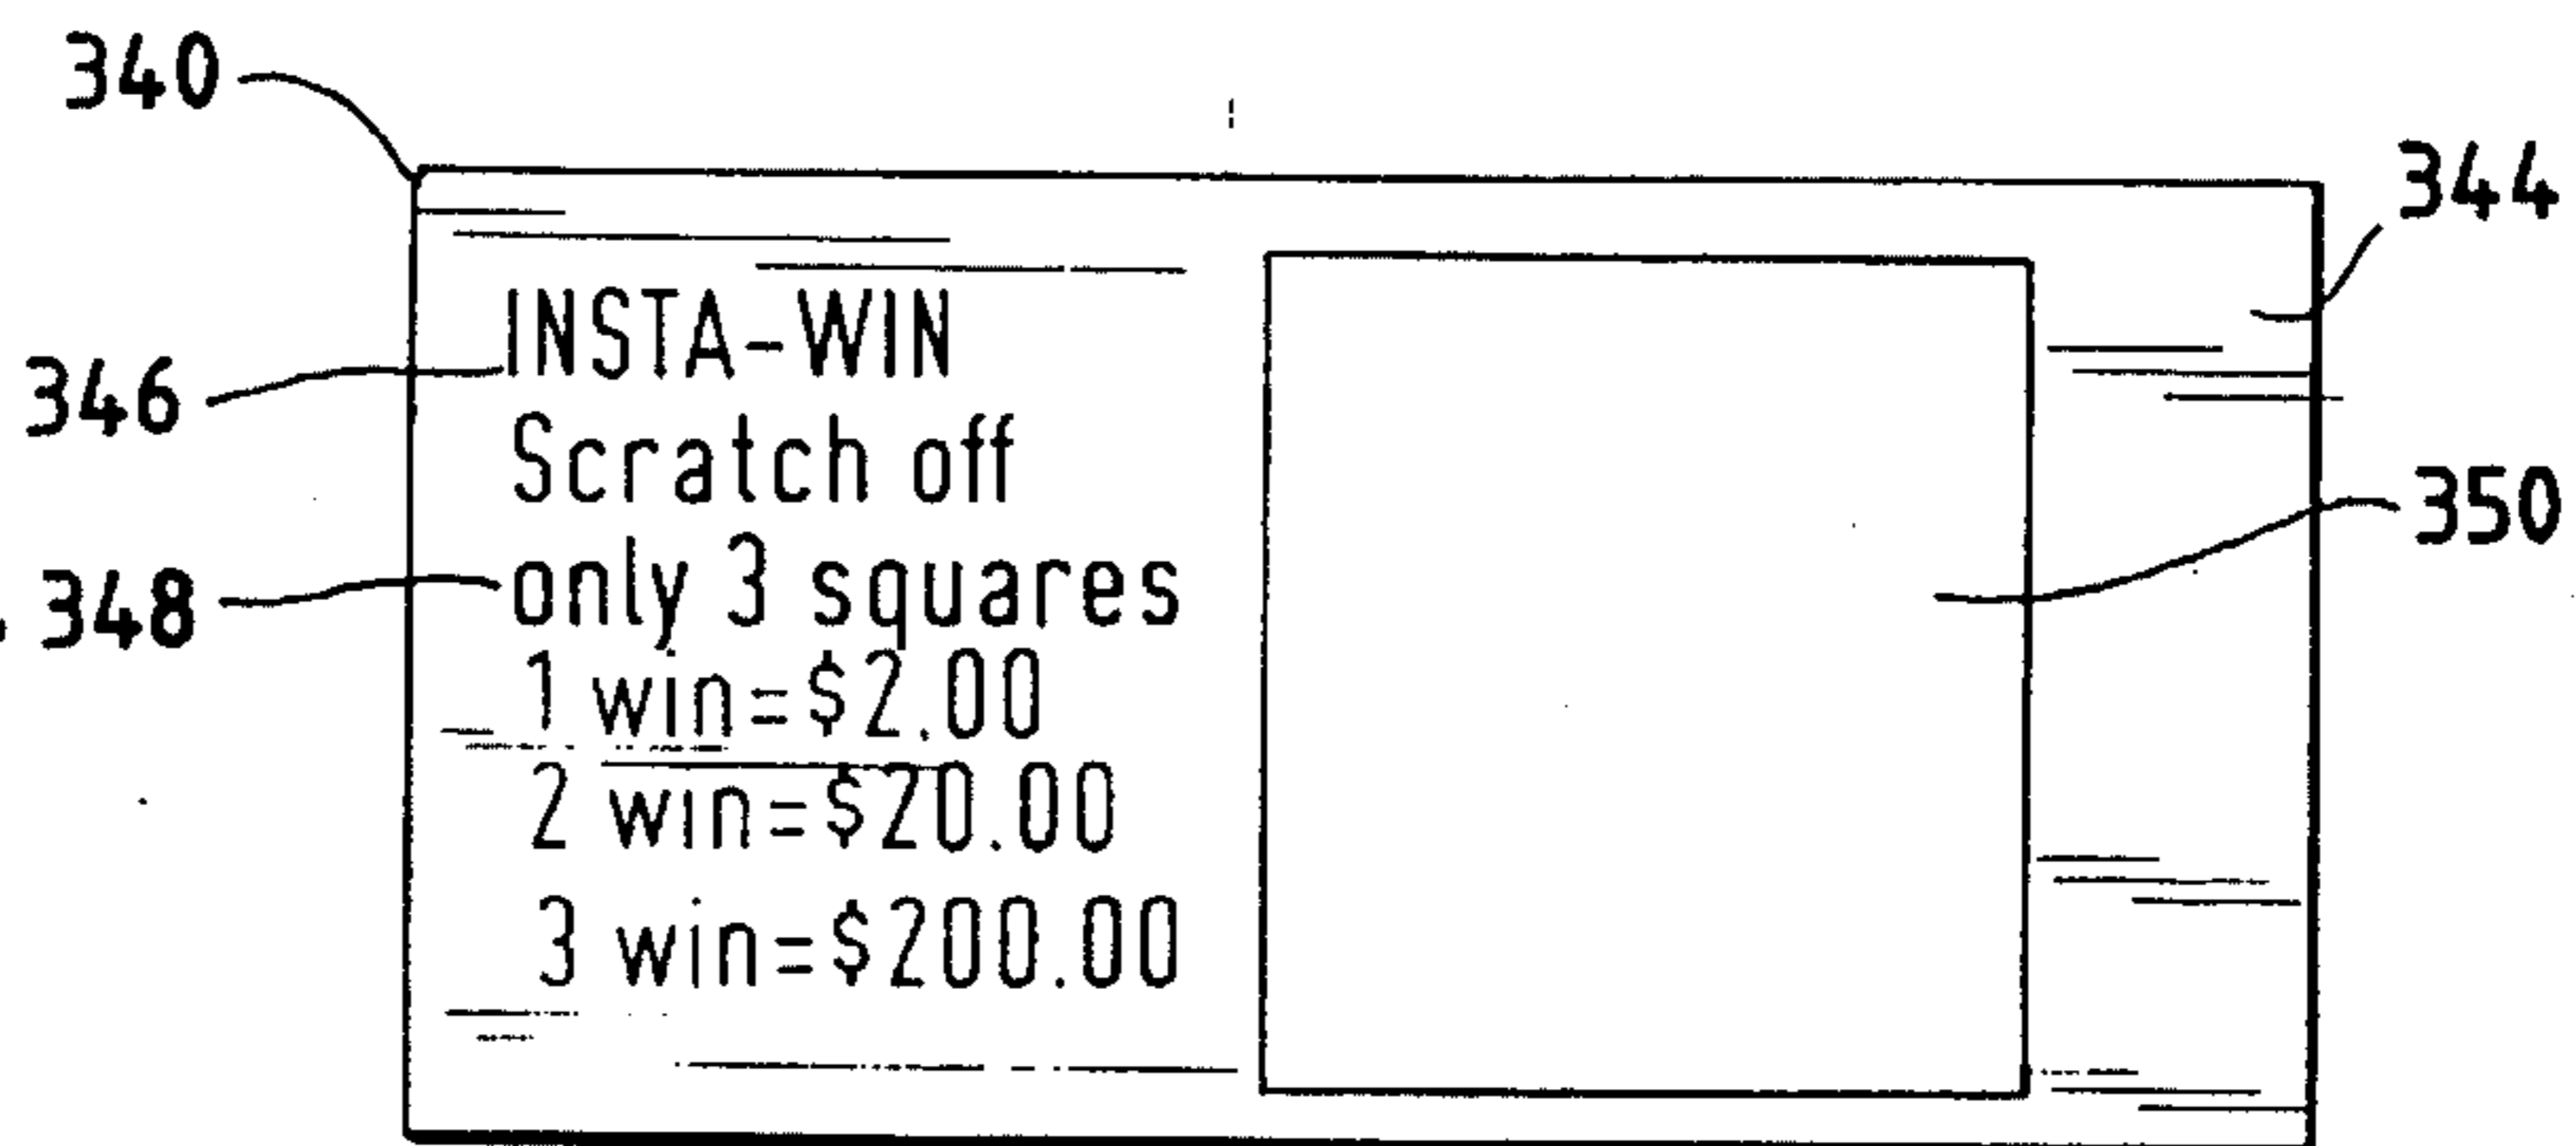 340
344
INSTA-WIN
346
Scratch off
350
only 3 squares
348
1 win=$2.00
2 win=$20.00
3 win=$200.00